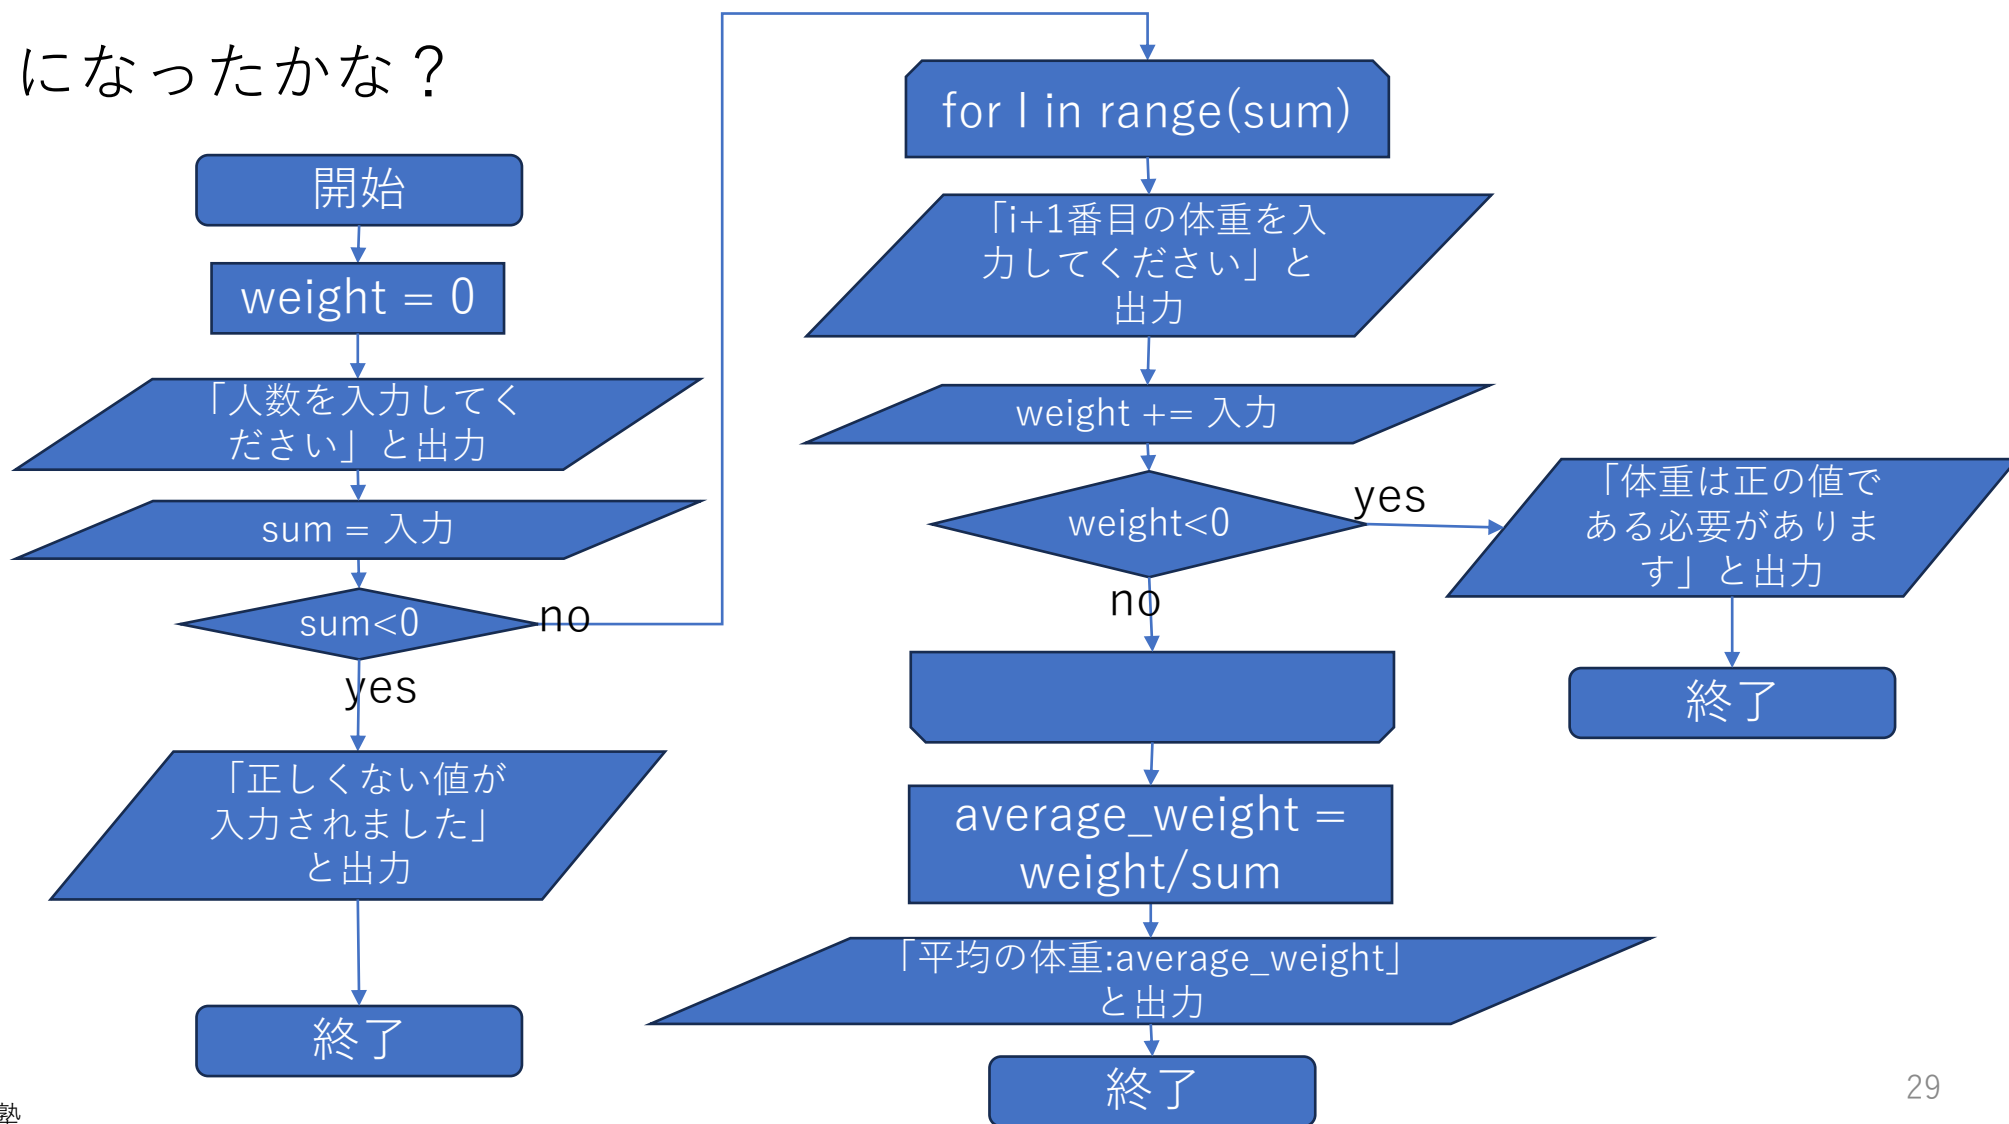 になったかな？
開始
weight = 0
「人数を入力してく
ださい」と出力
sum = 入力
sum<0
no
yes
「正しくない値が
入力されました」
と出力
終了
for I in range(sum)
「i+1番目の体重を入
力してください」と
出力
weight += 入力
weight<0
yes
no
「体重は正の値で
ある必要がありま
す」と出力
終了
average_weight =
weight/sum
「平均の体重:average_weight」
と出力
終了
29
塾